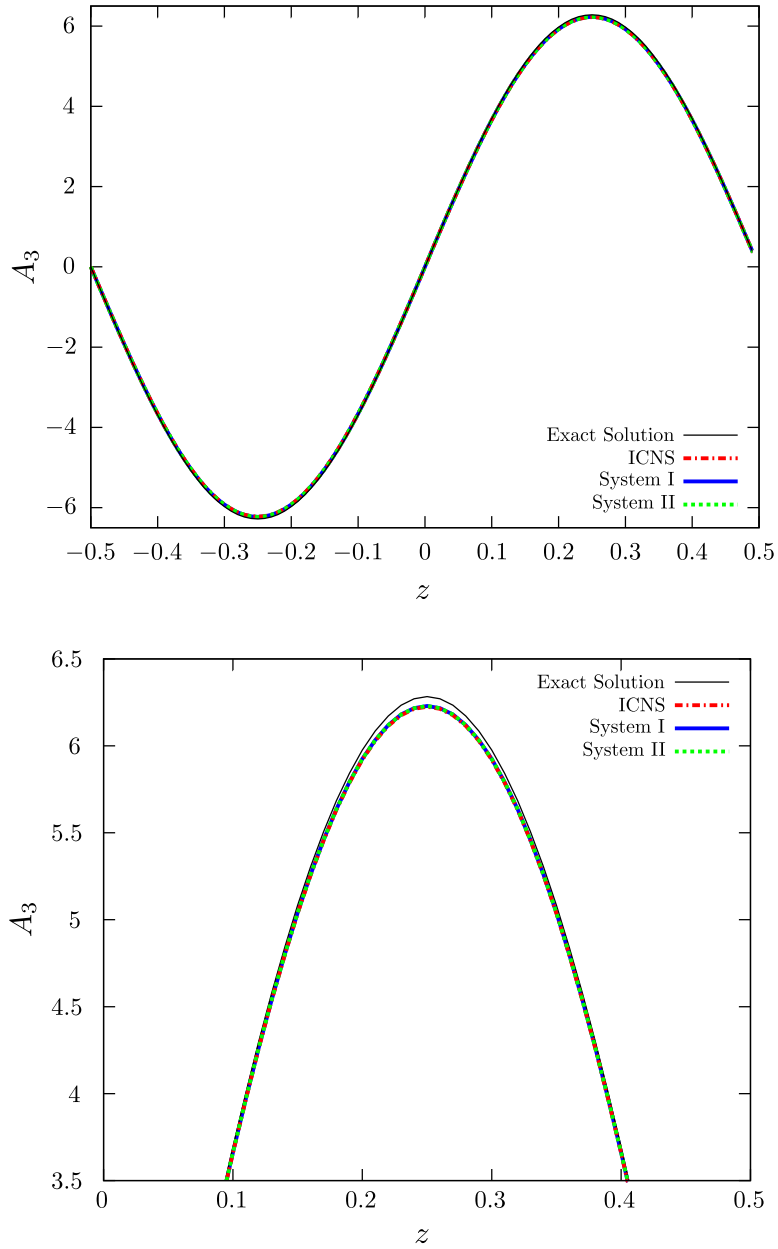 6
4
2
0
−2
−4
−6
A3
Exact Solution
ICNS
System I
System II
−0.5 −0.4 −0.3 −0.2 −0.1 0 0.1 0.2 0.3 0.4 0.5
z
6.5
6
5.5
5
4.5
4
3.5
A3
Exact Solution
ICNS
System I
System II
0 0.1 0.2 0.3 0.4 0.5
z